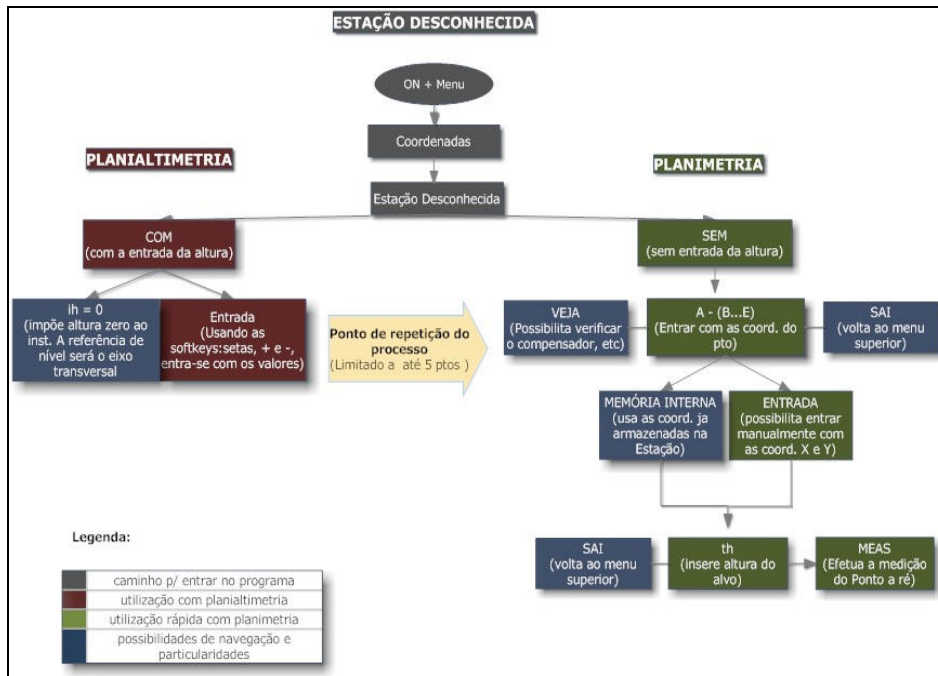 ESTAÇÃO DESCONHECIDA
ON + Menu
Coordenadas
PLANIALTIMETRIA
PLANIMETRIA
Estação Desconhecida
COM
(com a entrada da altura)
SEM
(sem entrada da altura)
ih = 0
(impõe altura zero ao
inst. A referência de
nível será o eixo
transversal
Entrada
(Usando as
softkeys:setas, + e -,
entra-se com os valores)
Ponto de repetição do
processo
(Limitado a até 5 ptos )
VEJA
(Possibilita verificar
o compensador, etc)
A - (B...E)
(Entrar com as coord. do
pto)
SAI
(volta ao menu
superior)
MEMÓRIA INTERNA
(usa as coord. ja
armazenadas na
Estação)
ENTRADA
(possibilita entrar
manualmente com
as coord. X e Y)
SAI
(volta ao menu
superior)
th
(insere altura do
alvo)
MEAS
(Efetua a medição
do Ponto a ré)
Legenda:
caminho p/ entrar no programa
utilização com planialtimetria
utilização rápida com planimetria
possibilidades de navegação e
particularidades